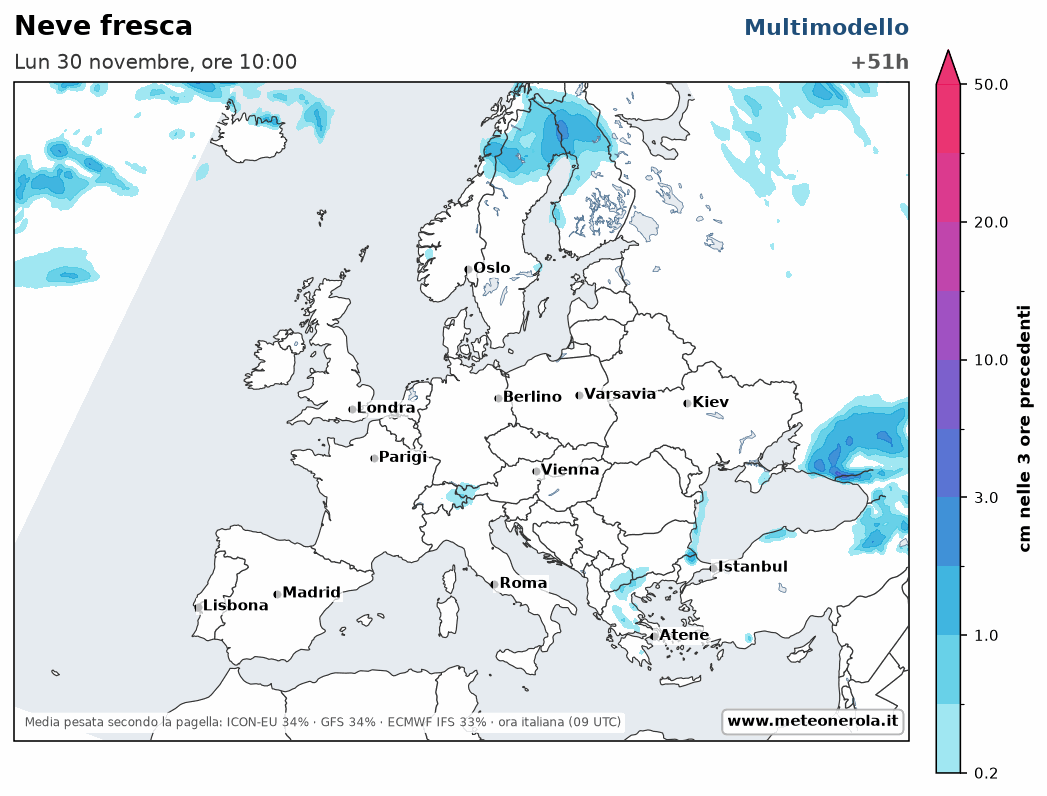 Neve fresca
Multimodello
Lun 30 novembre, ore 10:00
+51h
50.0
20.0
10.0
3.0
1.0
0.2
cm nelle 3 ore precedenti
Oslo
Berlino
Varsavia
Kiev
Londra
Parigi
Vienna
Istanbul
Roma
Madrid
Lisbona
Atene
Media pesata secondo la pagella: ICON-EU 34% · GFS 34% · ECMWF IFS 33% · ora italiana (09 UTC)
www.meteonerola.it